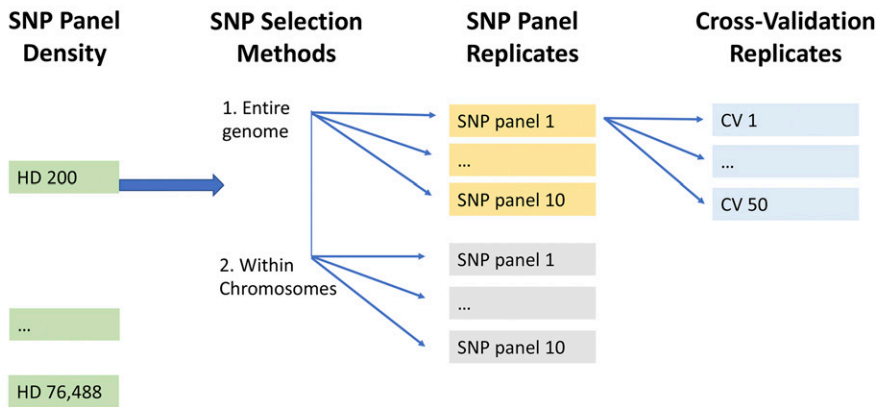 SNP Panel
Density
SNP Selection
Methods
SNP Panel
Replicates
Cross-Validation
Replicates
1. Entire
genome
SNP panel 1
...
SNP panel 10
CV 1
...
CV 50
HD 200
2. Within
Chromosomes
SNP panel 1
...
SNP panel 10
...
HD 76,488